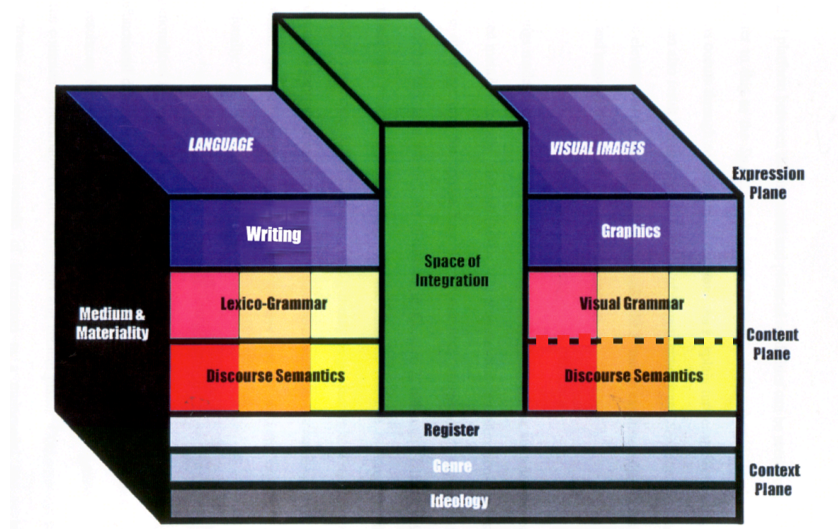 LANGUAGE
VISUAL IMAGES
Expression
Plane
Writing
Graphics
Space of
Integration
Medium &
Materiality
Lexico-Grammar
Visual Grammar
Content
Plane
Discourse Semantics
Discourse Semantics
Register
Genre
Context
Plane
Ideology